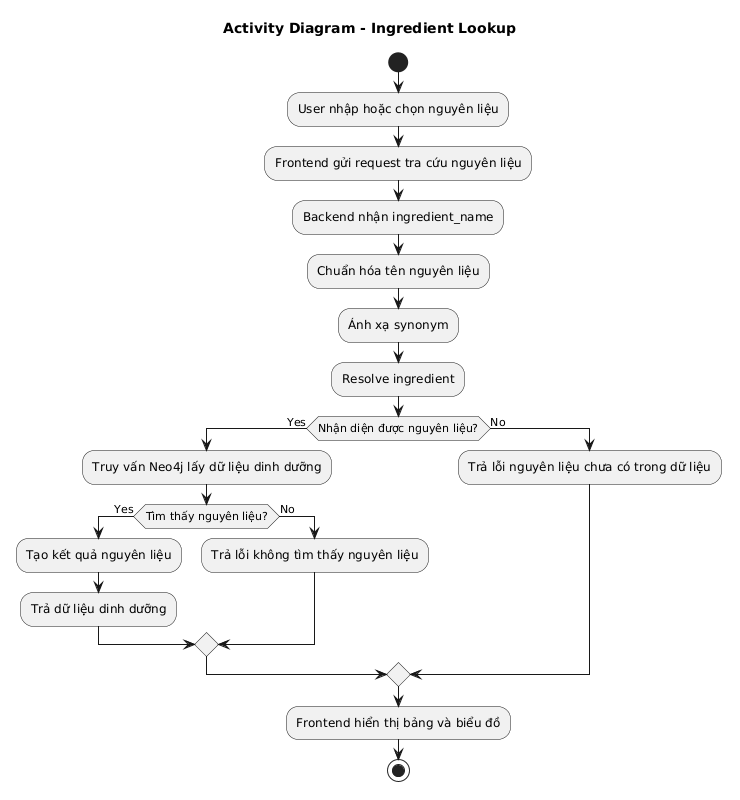 Activity Diagram - Ingredient Lookup
User nhập hoặc chọn nguyên liệu
Frontend gửi request tra cứu nguyên liệu
Backend nhận ingredient_name
Chuẩn hóa tên nguyên liệu
Ánh xạ synonym
Resolve ingredient
Yes
Nhận diện được nguyên liệu?
No
Truy vấn Neo4j lấy dữ liệu dinh dưỡng
Trả lỗi nguyên liệu chưa có trong dữ liệu
Yes
Tìm thấy nguyên liệu?
No
Tạo kết quả nguyên liệu
Trả lỗi không tìm thấy nguyên liệu
Trả dữ liệu dinh dưỡng
Frontend hiển thị bảng và biểu đồ